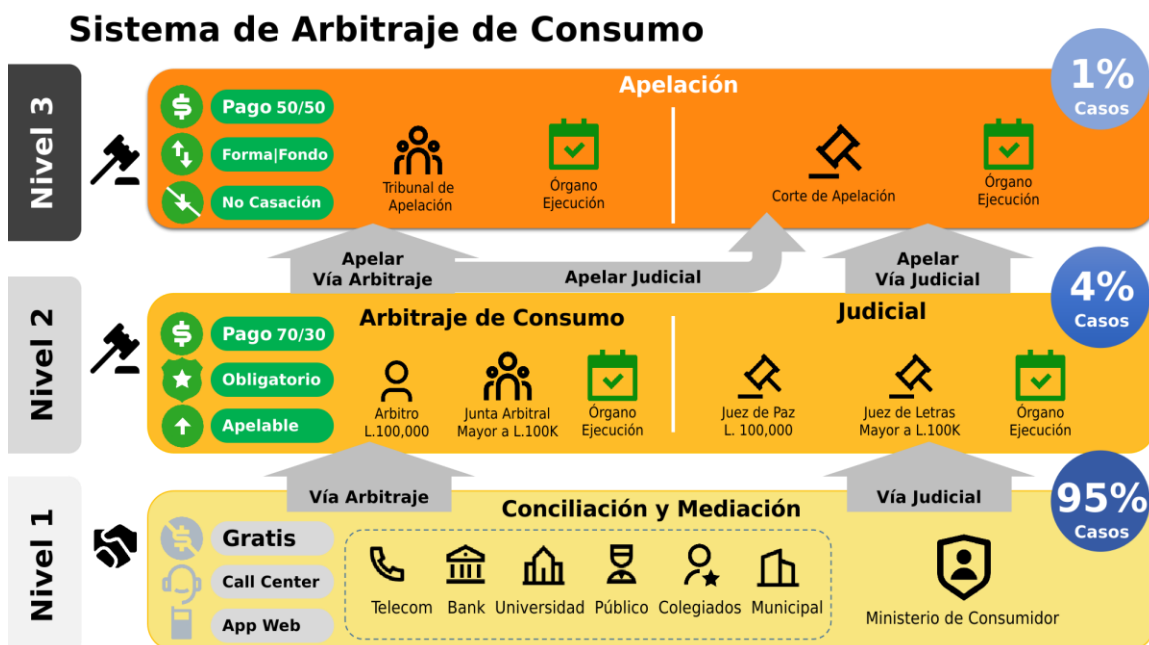 Sistema de Arbitraje de Consumo
Nivel 3
Apelación
1%
Casos
Pago 50/50
Forma|Fondo
No Casación
Tribunal de
Apelación
Órgano
Ejecución
Corte de Apelación
Órgano
Ejecución
Apelar
Vía Arbitraje
Apelar Judicial
Apelar
Vía Judicial
Nivel 2
Arbitraje de Consumo
Judicial
4%
Casos
Pago 70/30
Obligatorio
Apelable
Arbitro
L.100,000
Junta Arbitral
Mayor a L.100K
Órgano
Ejecución
Juez de Paz
L. 100,000
Juez de Letras
Mayor a L.100K
Órgano
Ejecución
Vía Arbitraje
Vía Judicial
Nivel 1
Conciliación y Mediación
95%
Casos
Gratis
Call Center
App Web
Telecom
Bank
Universidad
Público
Colegiados
Municipal
Ministerio de Consumidor